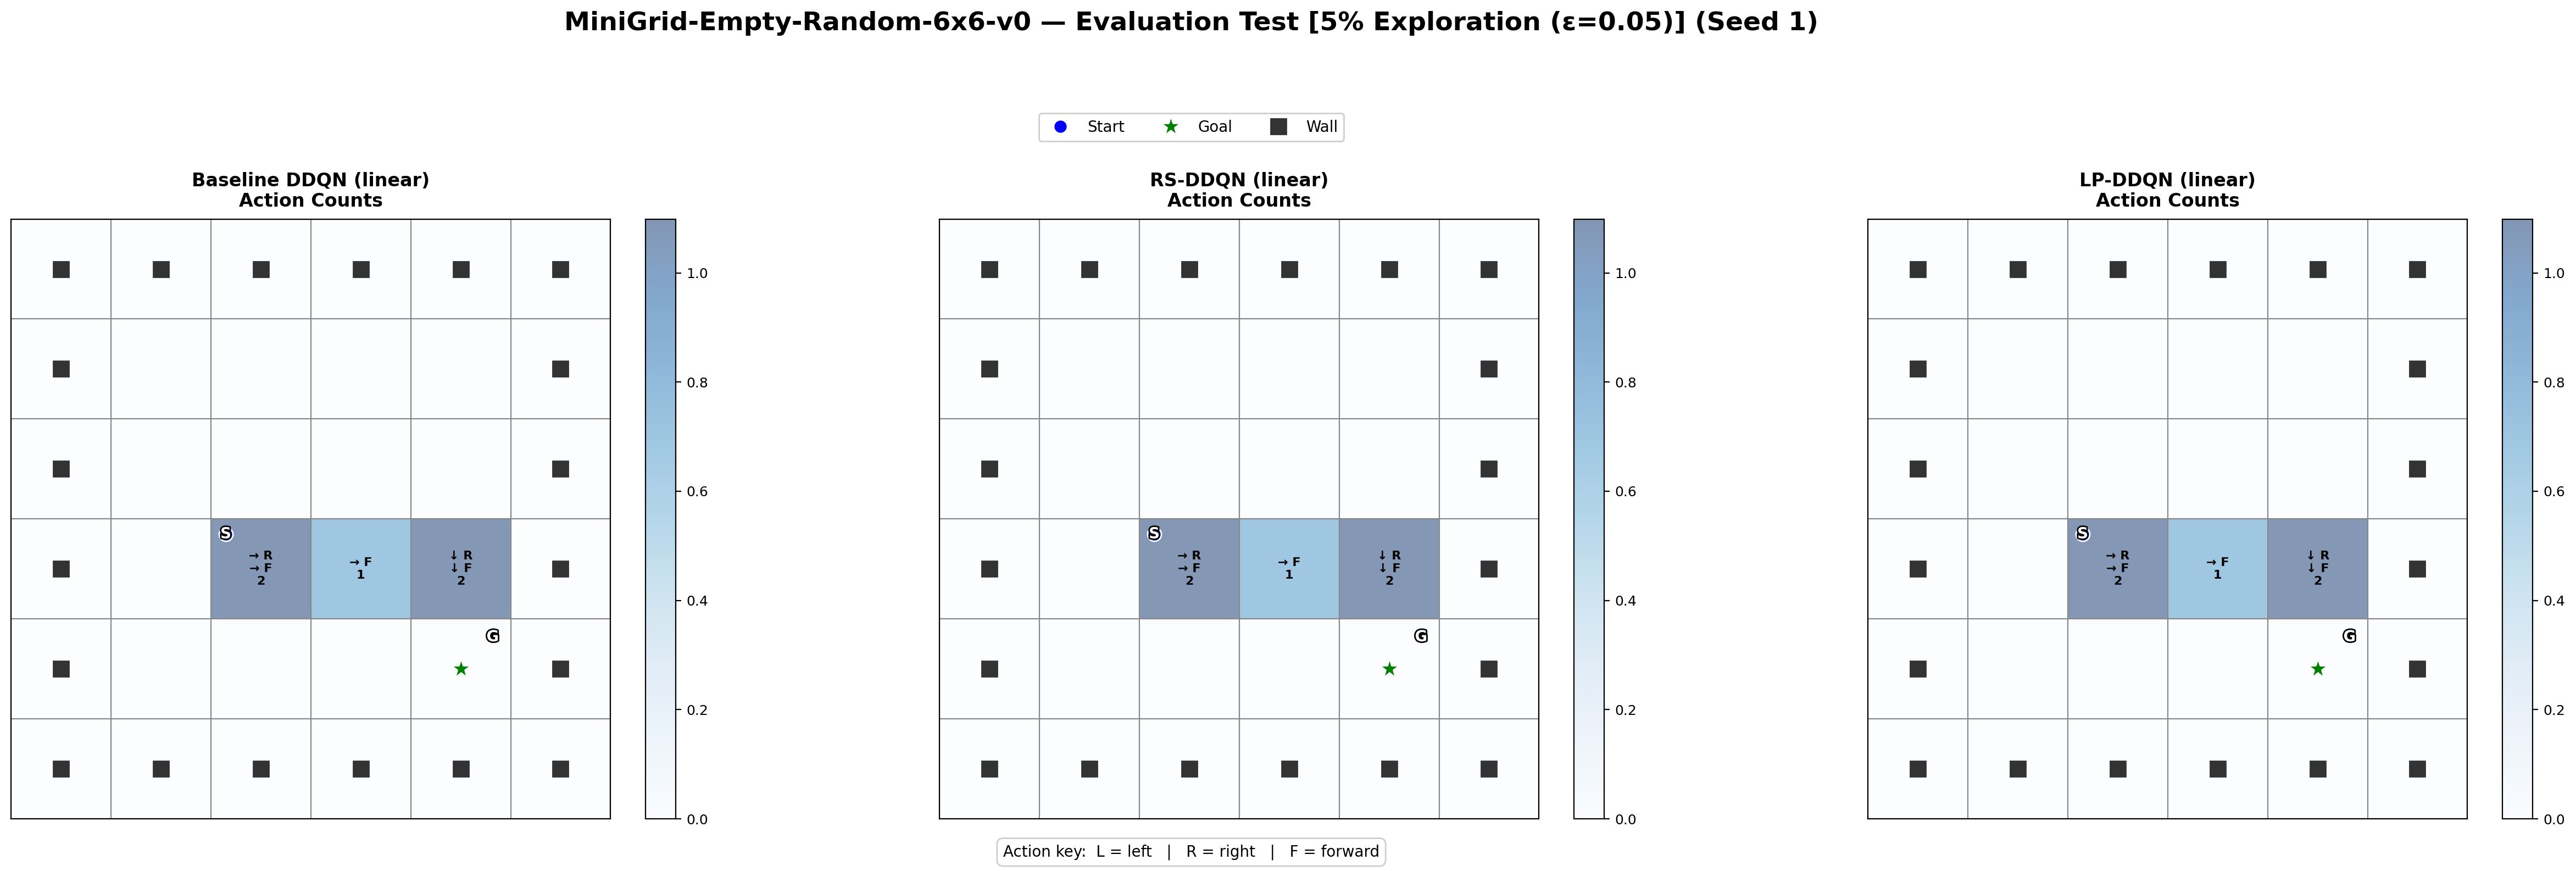 MiniGrid-Empty-Random-6x6-v0 — Evaluation Test [5% Exploration (ε=0.05)] (Seed 1)
Start Goal Wall
Baseline DDQN (linear)
Action Counts
S
→ R
→ F
2
→ F
1
↓ R
↓ F
2
G
1.0
0.8
0.6
0.4
0.2
0.0
RS-DDQN (linear)
Action Counts
S
→ R
→ F
2
→ F
1
↓ R
↓ F
2
G
1.0
0.8
0.6
0.4
0.2
0.0
LP-DDQN (linear)
Action Counts
S
→ R
→ F
2
→ F
1
↓ R
↓ F
2
G
1.0
0.8
0.6
0.4
0.2
0.0
Action key: L = left | R = right | F = forward